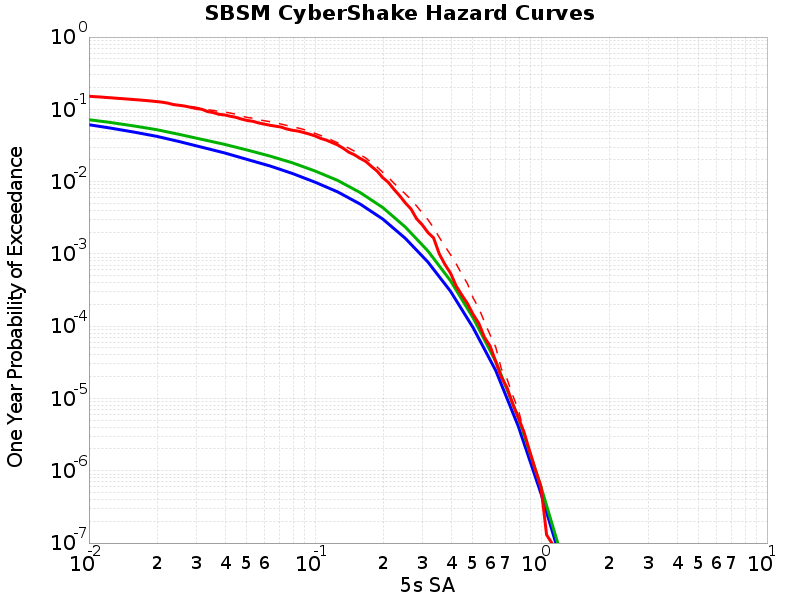 SBSM CyberShake Hazard Curves
One Year Probability of Exceedance
10^0
10^-1
10^-2
10^-3
10^-4
10^-5
10^-6
10^-7
10^-2 2 3 4 5 6 7 10^-1 2 3 4 5 6 7 10^0 2 3 4 5 6 7 10^1
5s SA